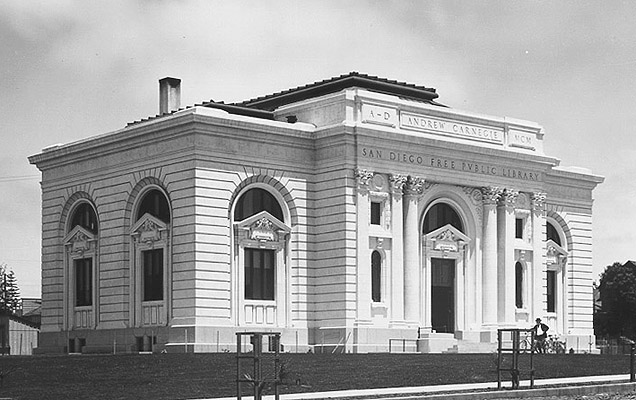 A-D ANDREW CARNEGIE MCM
SAN DIEGO FREE PUBLIC LIBRARY